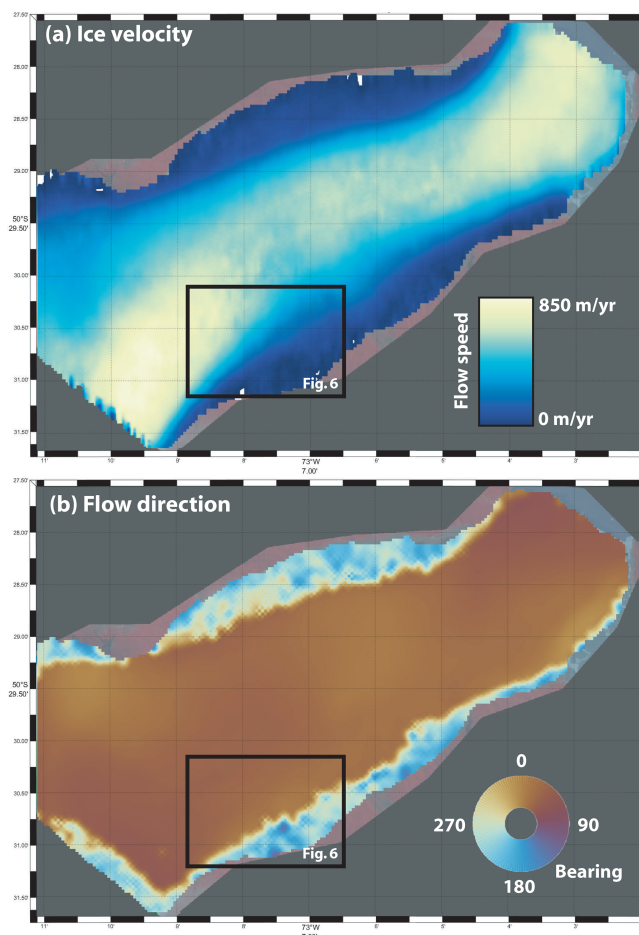 27.50'
(a) Ice velocity
28.00'
28.50'
29.00'
50°S
29.50'
30.00'
30.50'
31.00'
31.50'
850 m/yr
Flow speed
0 m/yr
Fig. 6
11' 10' 9' 8' 73°W 6' 5' 4' 3'
7.00'
27.50'
(b) Flow direction
28.00'
28.50'
29.00'
50°S
29.50'
30.00'
30.50'
31.00'
31.50'
0
270 90
180
Bearing
Fig. 6
11' 10' 9' 8' 73°W 6' 5' 4' 3'